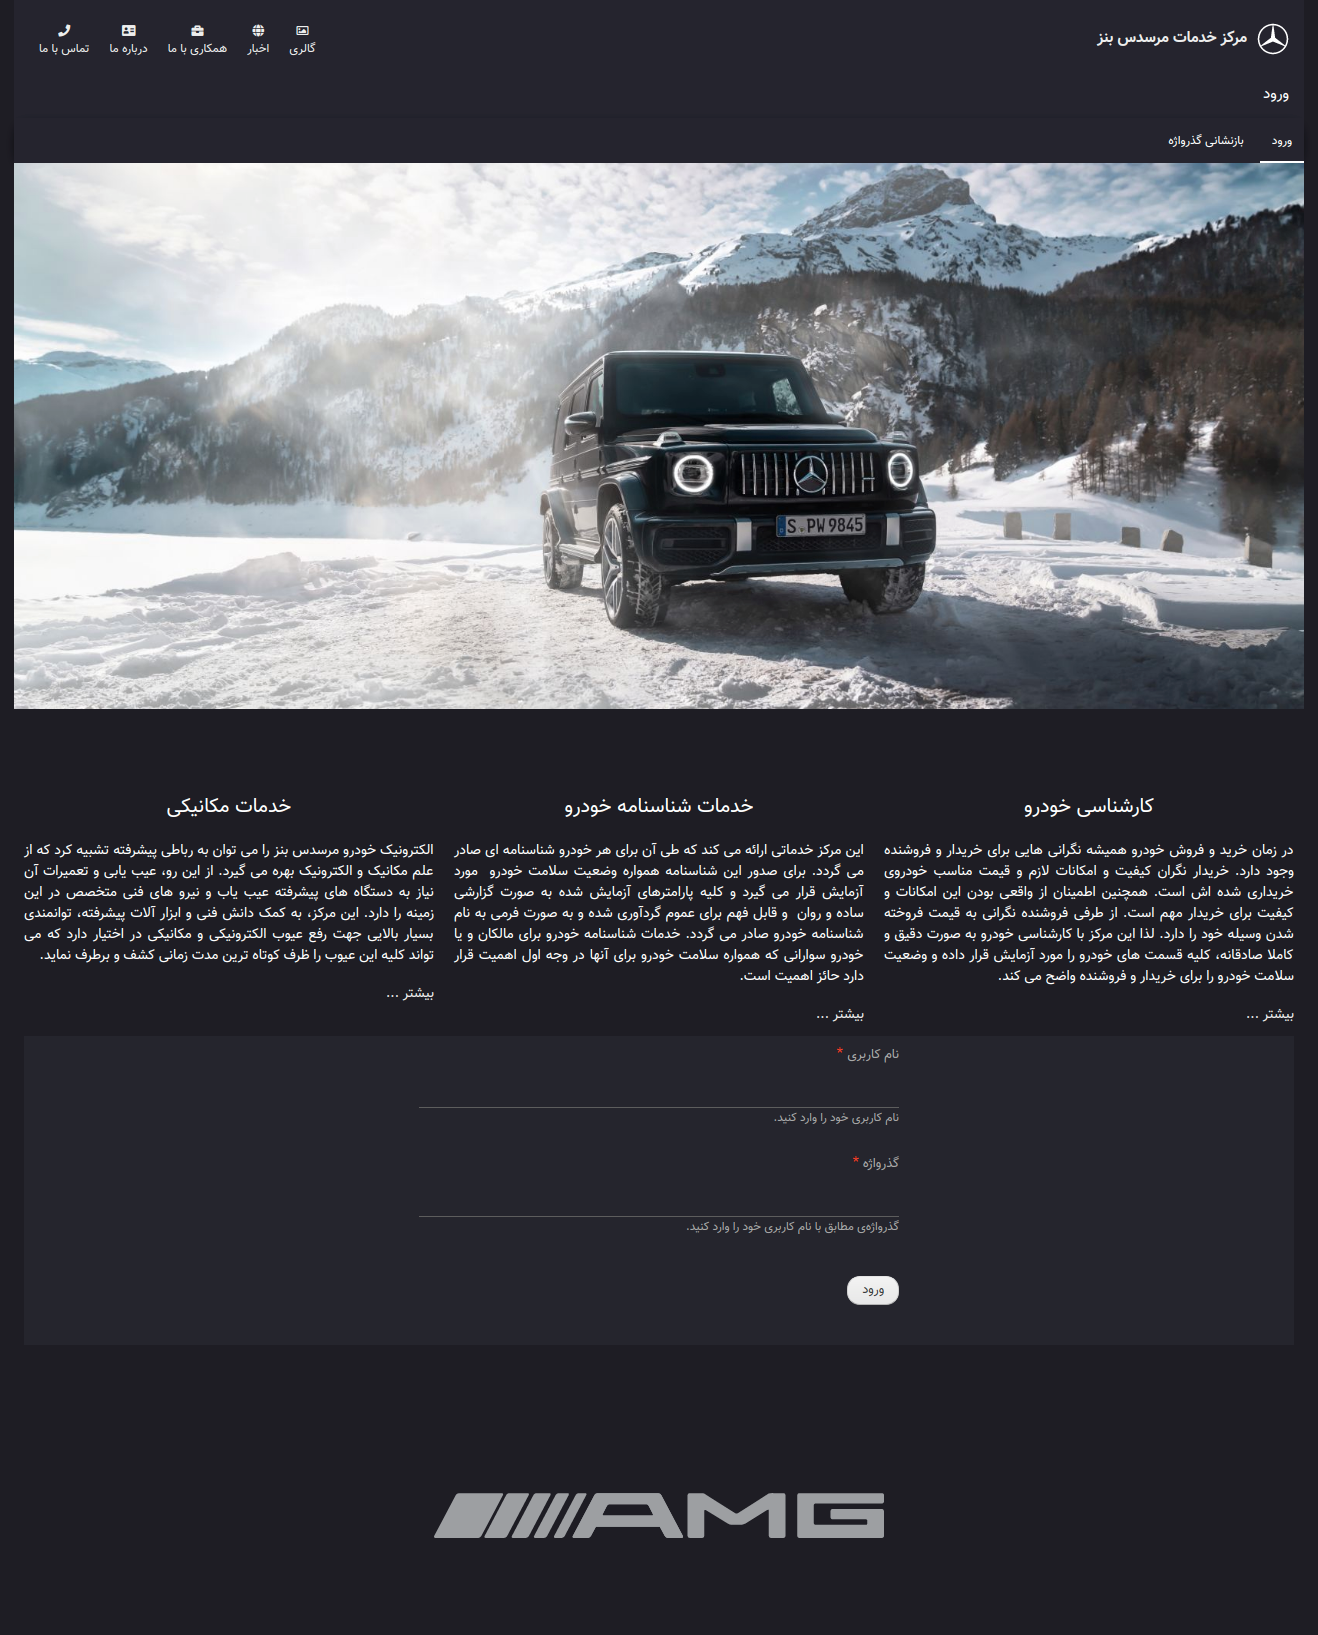 مرکز خدمات مرسدس بنز
گالری
اخبار
همکاری با ما
درباره ما
تماس با ما
ورود
ورود
بازنشانی گذرواژه
S PW 9845
کارشناسی خودرو
در زمان خرید و فروش خودرو همیشه نگرانی هایی برای خریدار و فروشنده
وجود دارد. خریدار نگران کیفیت و امکانات لازم و قیمت مناسب خودروی
خریداری شده اش است. همچنین اطمینان از واقعی بودن این امکانات و
کیفیت برای خریدار مهم است. از طرفی فروشنده نگرانی به قیمت فروخته
شدن وسیله خود را دارد. لذا این مرکز با کارشناسی خودرو به صورت دقیق و
کاملا صادقانه، کلیه قسمت های خودرو را مورد آزمایش قرار داده و وضعیت
سلامت خودرو را برای خریدار و فروشنده واضح می کند.
بیشتر ...
خدمات شناسنامه خودرو
این مرکز خدماتی ارائه می کند که طی آن برای هر خودرو شناسنامه ای صادر
می گردد. برای صدور این شناسنامه همواره وضعیت سلامت خودرو مورد
آزمایش قرار می گیرد و کلیه پارامترهای آزمایش شده به صورت گزارشی
ساده و روان و قابل فهم برای عموم گردآوری شده و به صورت فرمی به نام
شناسنامه خودرو صادر می گردد. خدمات شناسنامه خودرو برای مالکان و یا
خودرو سوارانی که همواره سلامت خودرو برای آنها در وجه اول اهمیت قرار
دارد حائز اهمیت است.
بیشتر ...
خدمات مکانیکی
الکترونیک خودرو مرسدس بنز را می توان به رباطی پیشرفته تشبیه کرد که از
علم مکانیک و الکترونیک بهره می گیرد. از این رو، عیب یابی و تعمیرات آن
نیاز به دستگاه های پیشرفته عیب یاب و نیرو های فنی متخصص در این
زمینه را دارد. این مرکز، به کمک دانش فنی و ابزار آلات پیشرفته، توانمندی
بسیار بالایی جهت رفع عیوب الکترونیکی و مکانیکی در اختیار دارد که می
تواند کلیه این عیوب را ظرف کوتاه ترین مدت زمانی کشف و برطرف نماید.
بیشتر ...
نام کاربری *
نام کاربری خود را وارد کنید.
گذرواژه *
گذرواژه‌ی مطابق با نام کاربری خود را وارد کنید.
ورود
AMG